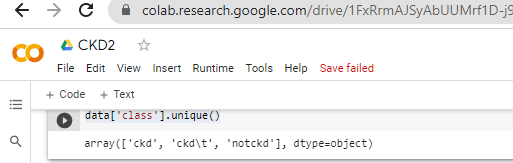 colab.research.google.com/drive/1FxRrmAJSyAbUUMrf1D-j9
CKD2
File Edit View Insert Runtime Tools Help Save failed
+ Code + Text
data['class'].unique()
array(['ckd', 'ckd\t', 'notckd'], dtype=object)